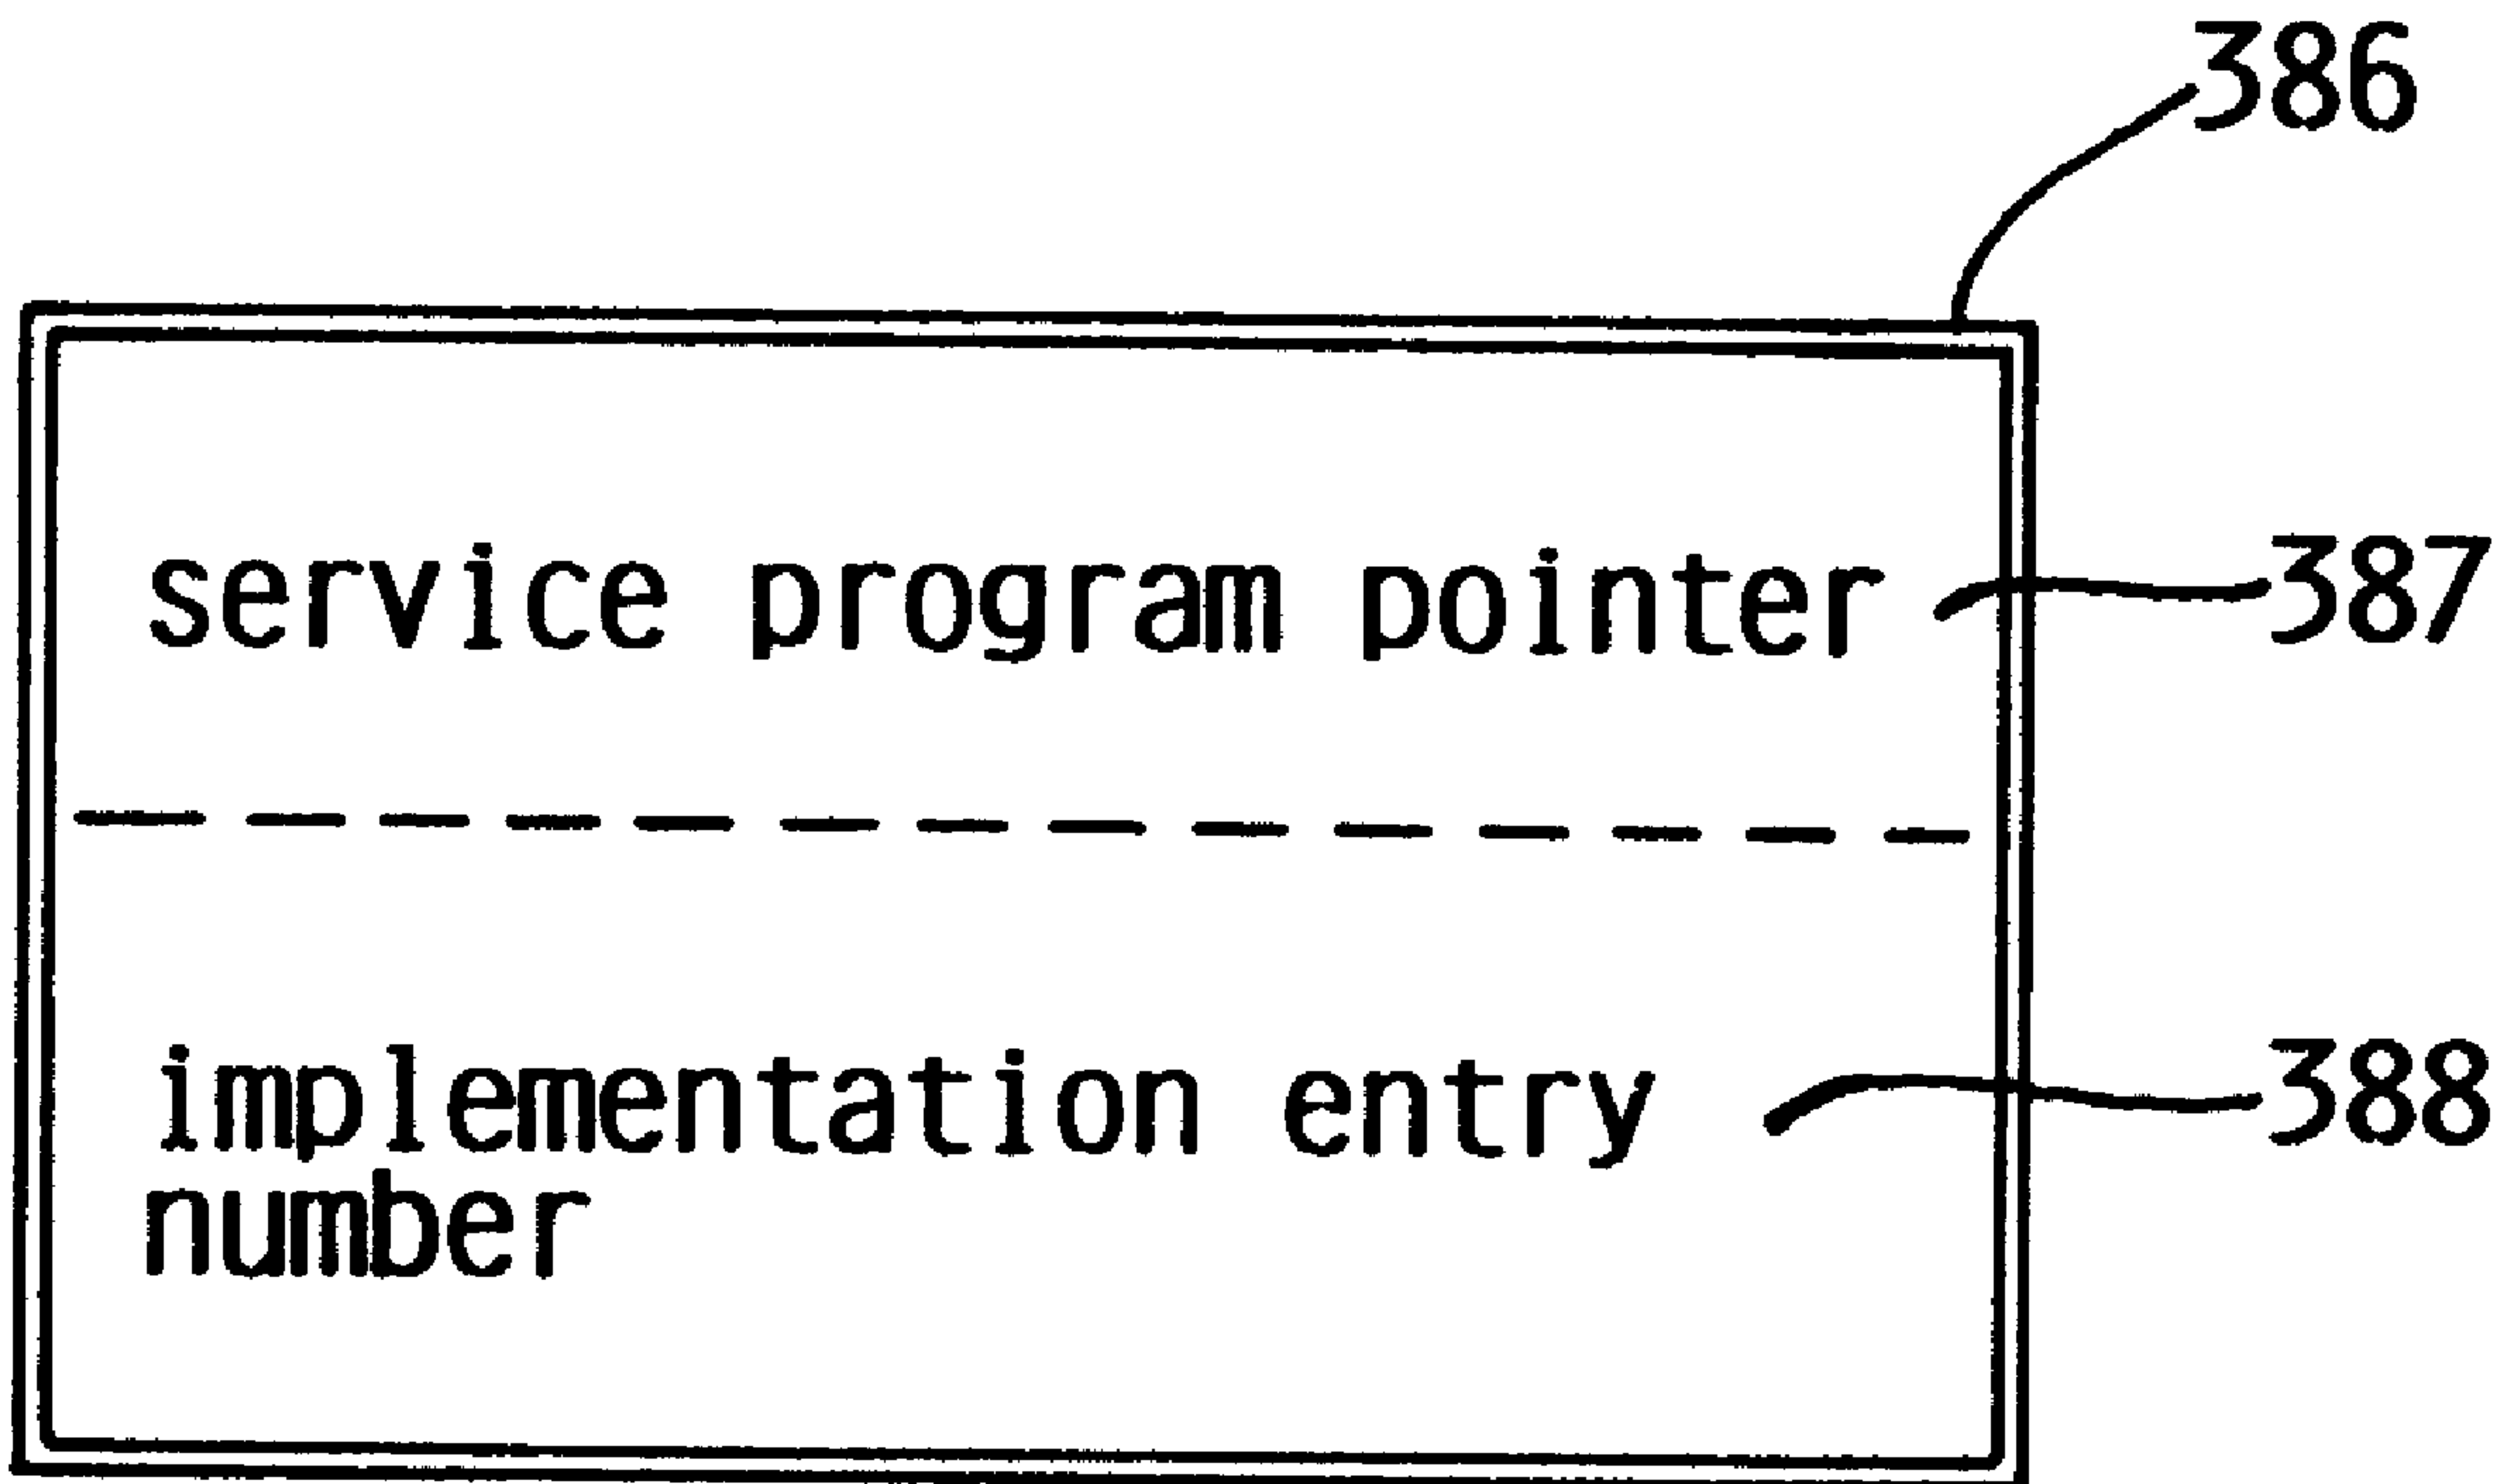 386
service program pointer 387
implementation entry 388
number